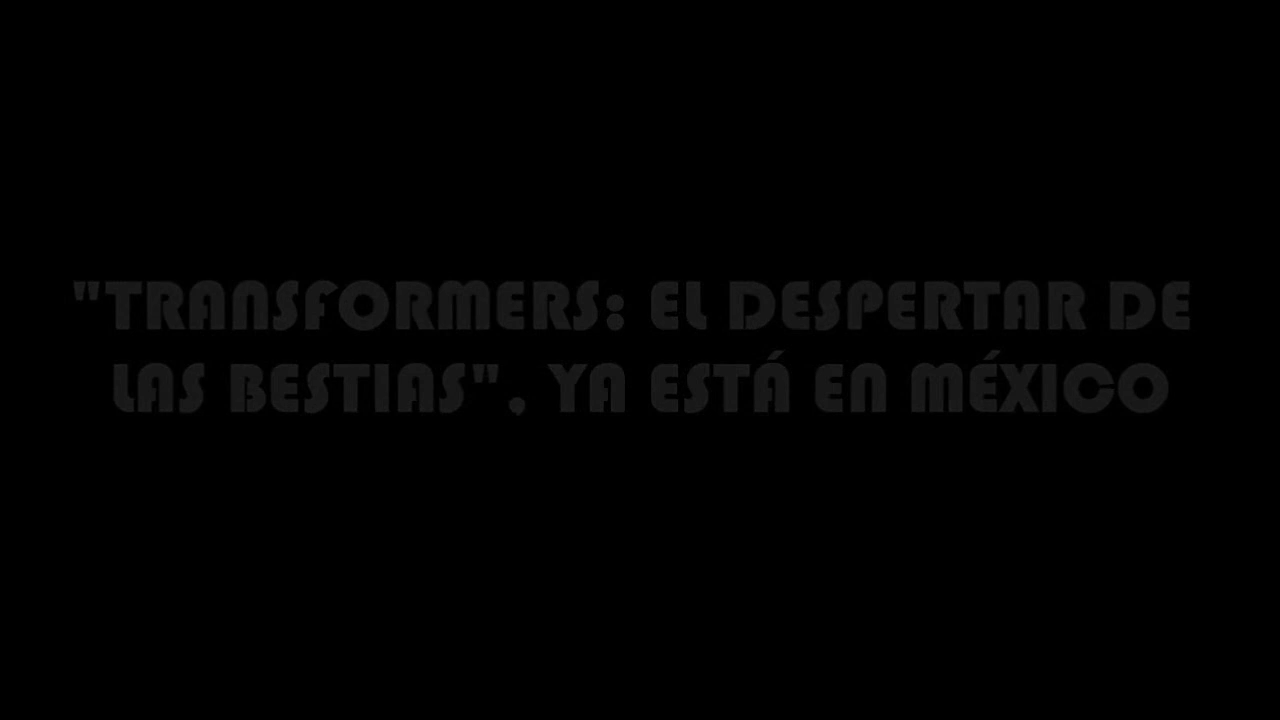 "TRANSFORMERS: EL DESPERTAR DE
LAS BESTIAS", YA ESTÁ EN MÉXICO